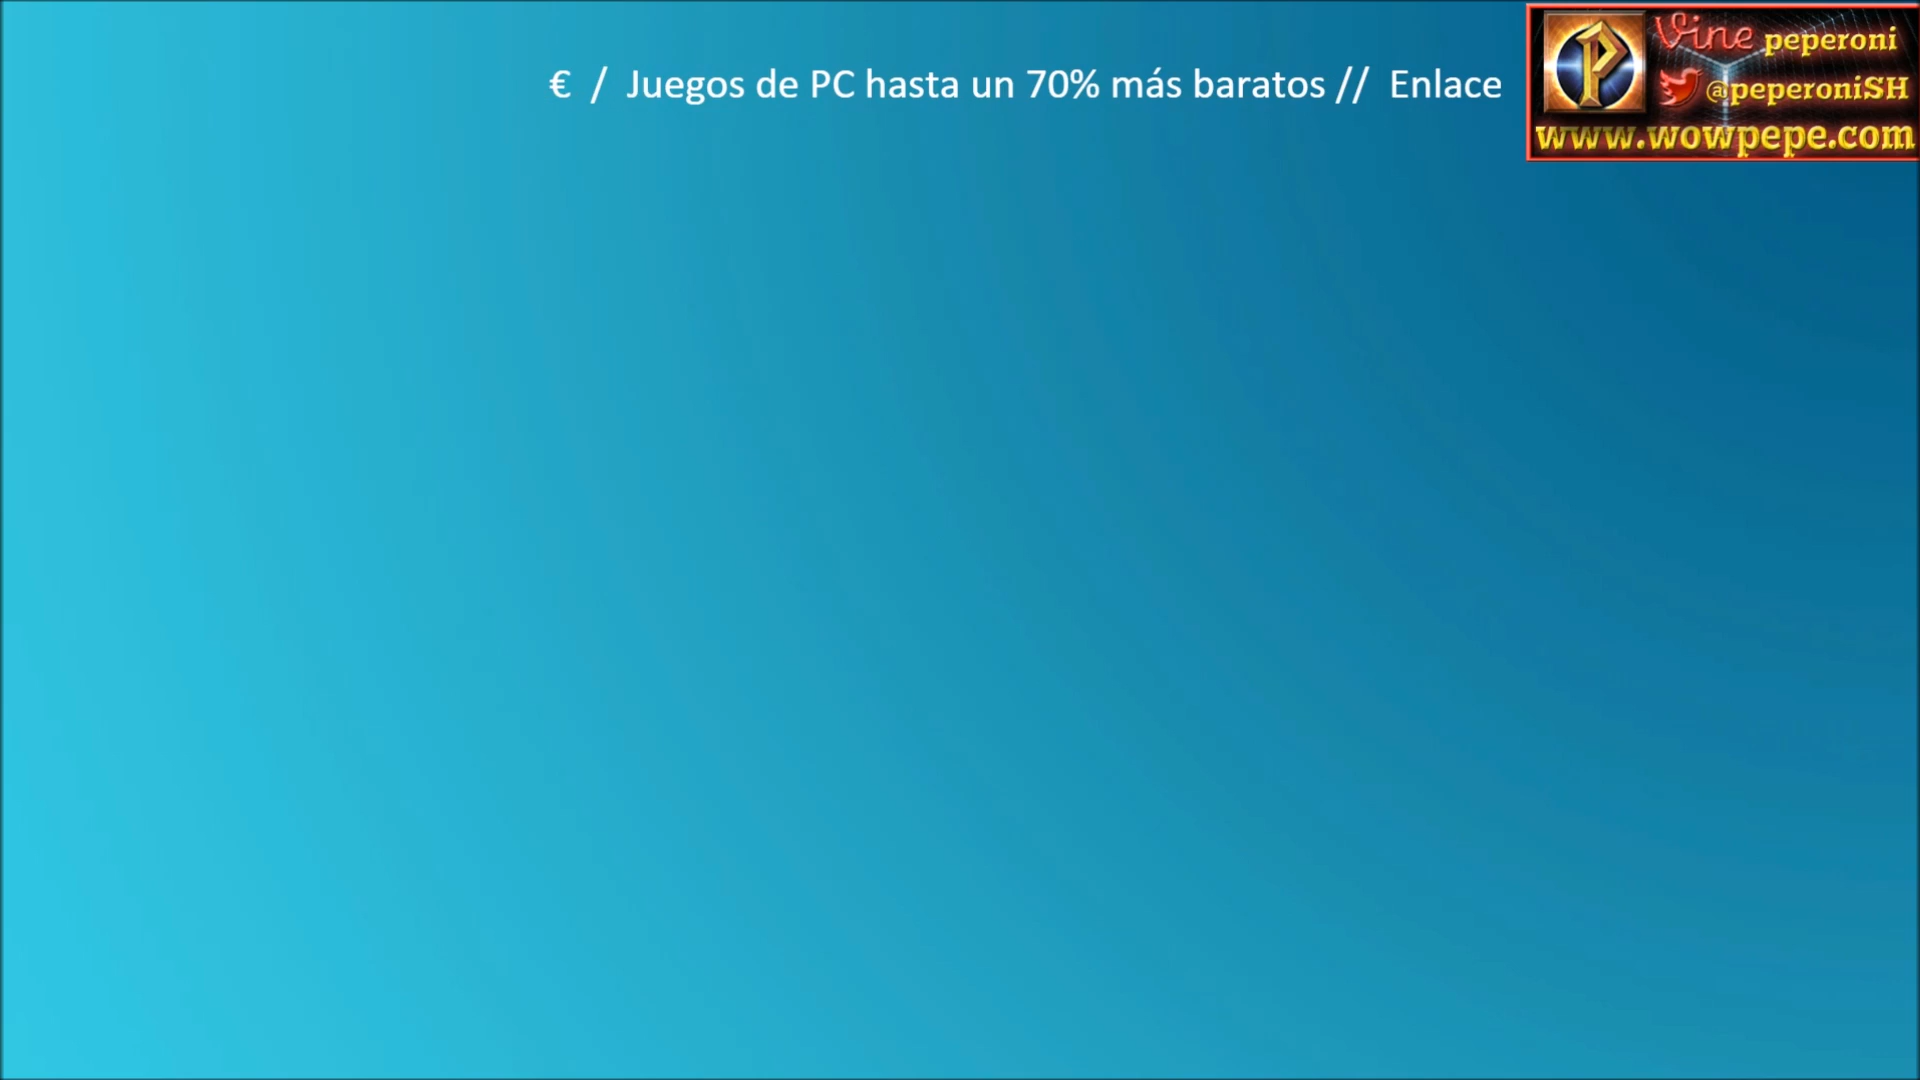 € / Juegos de PC hasta un 70% más baratos // Enlace
Vine peperoni
@peperoniSH
www.wowpepe.com